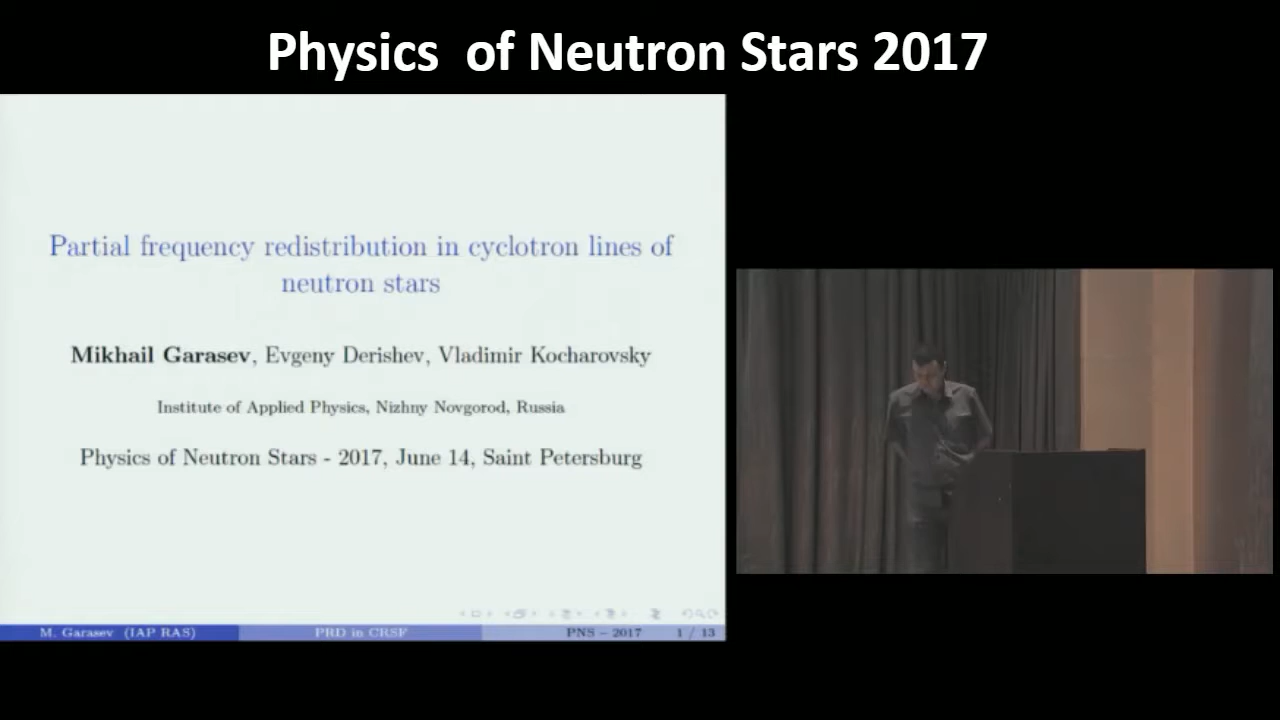 Physics of Neutron Stars 2017
Partial frequency redistribution in cyclotron lines of
neutron stars
Mikhail Garasev, Evgeny Derishev, Vladimir Kocharovsky
Institute of Applied Physics, Nizhny Novgorod, Russia
Physics of Neutron Stars - 2017, June 14, Saint Petersburg
M. Garasev (IAP RAS) PRD in CRSF PNS – 2017 1 / 13